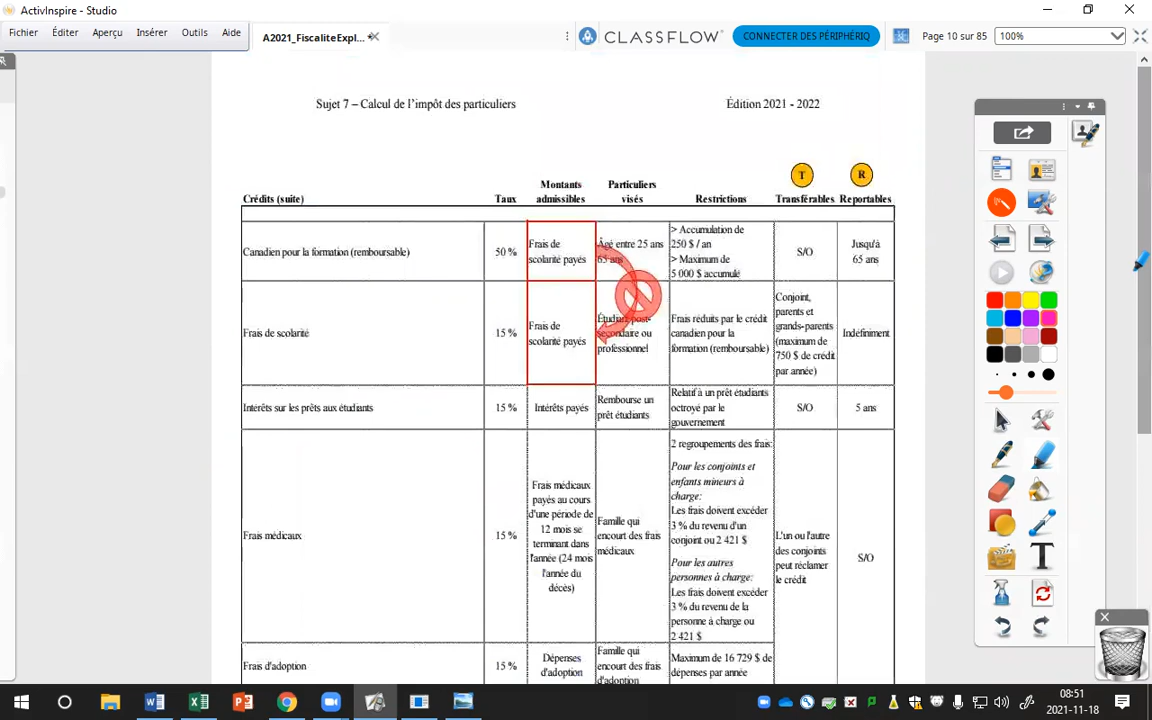 ActivInspire - Studio
Fichier Éditer Aperçu Insérer Outils Aide
A2021_FiscaliteExpl...
CLASSFLOW
CONNECTER DES PÉRIPHÉRIQ
Page 10 sur 85
100%
Sujet 7 – Calcul de l'impôt des particuliers
Édition 2021 - 2022
T
R
Crédits (suite)
Taux
Montants
admissibles
Particuliers
visés
Restrictions
Transférables
Reportables
Canadien pour la formation (remboursable)
50 %
Frais de
scolarité payés
Âgé entre 25 ans
65 ans
> Accumulation de
250 $ / an
> Maximum de
5 000 $ accumulé
S/O
Jusqu'à
65 ans
Frais de scolarité
15 %
Frais de
scolarité payés
Étudiant post-
secondaire ou
professionnel
Frais réduits par le crédit
canadien pour la
formation (remboursable)
Conjoint,
parents et
grands-parents
(maximum de
750 $ de crédit
par année)
Indéfiniment
Intérêts sur les prêts aux étudiants
15 %
Intérêts payés
Rembourse un
prêt étudiants
Relatif à un prêt étudiants
octroyé par le
gouvernement
S/O
5 ans
Frais médicaux
15 %
Frais médicaux
payés au cours
d'une période de
12 mois se
terminant dans
l'année (24 mois
l'année du
décès)
Famille qui
encourt des frais
médicaux
2 regroupements des frais:
Pour les conjoints et
enfants mineurs à
charge:
Les frais doivent excéder
3 % du revenu d'un
conjoint ou 2 421 $
Pour les autres
personnes à charge:
Les frais doivent excéder
3 % du revenu de la
personne à charge ou
2 421 $
L'un ou l'autre
des conjoints
peut réclamer
le crédit
S/O
Frais d'adoption
15 %
Dépenses
d'adoption
Famille qui
encourt des frais
d'adoption
Maximum de 16 729 $ de
dépenses par année
08:51
2021-11-18